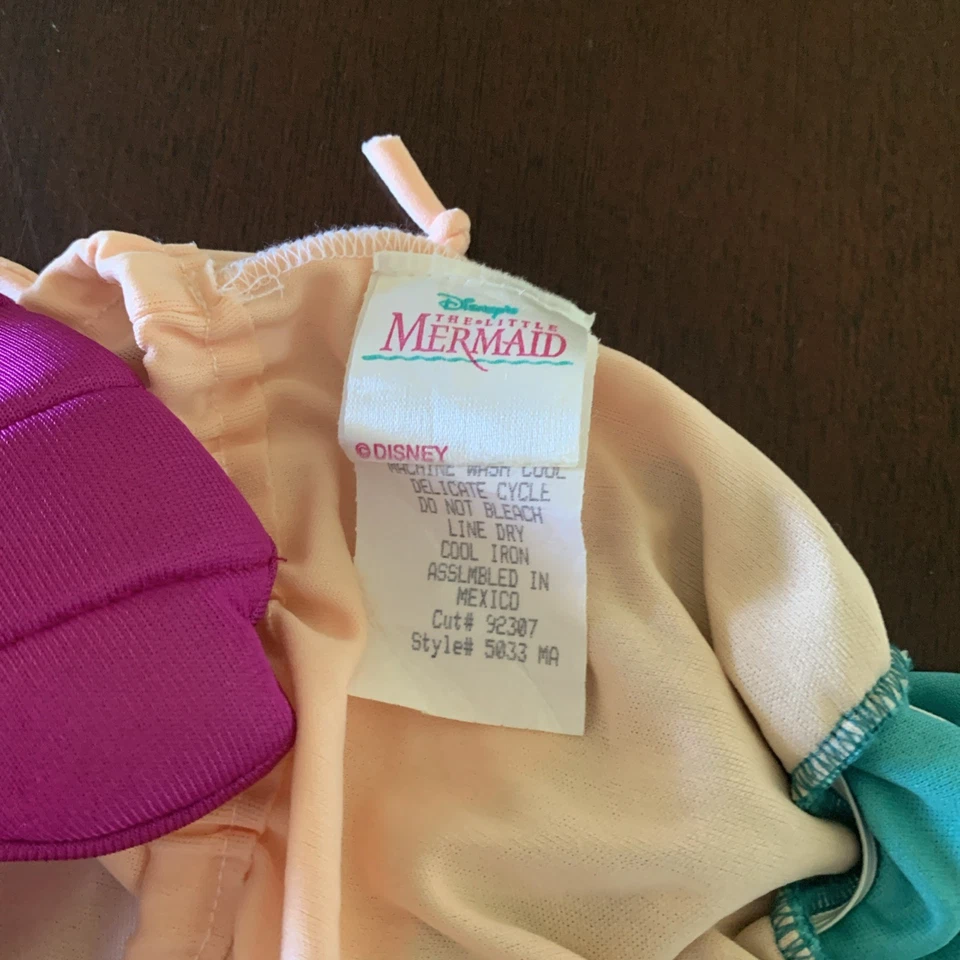 Disney's
THE•LITTLE
MERMAID
©DISNEY
MACHINE WASH COOL
DELICATE CYCLE
DO NOT BLEACH
LINE DRY
COOL IRON
ASSLMBLED IN
MEXICO
Cut# 92307
Style# 5033 MA